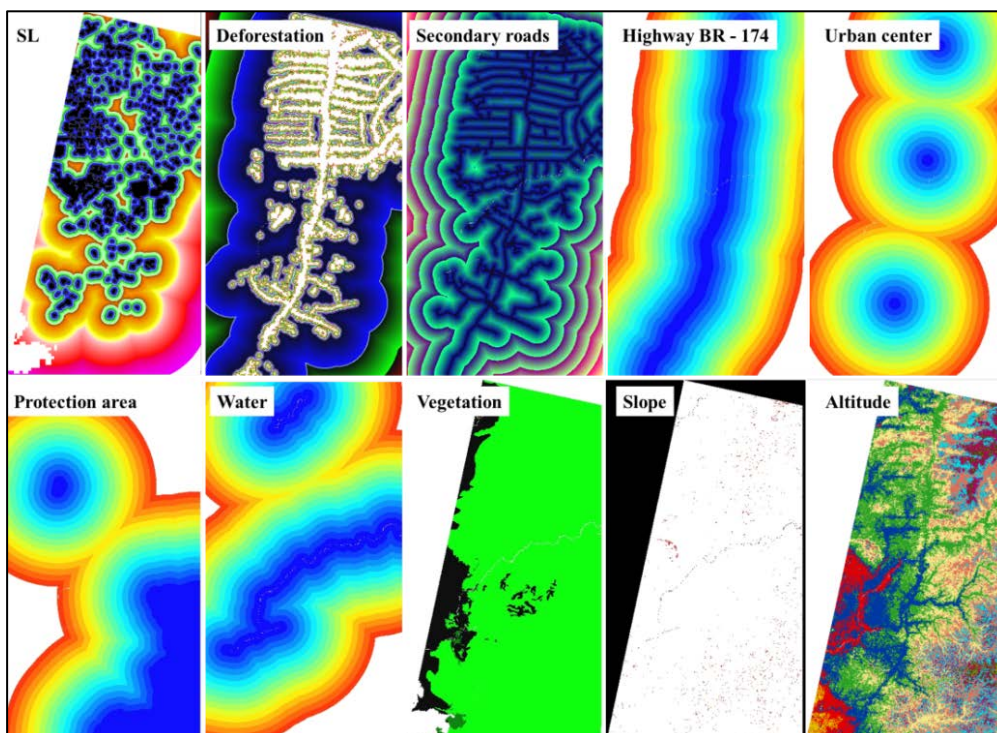 SL
Deforestation
Secondary roads
Highway BR - 174
Urban center
Protection area
Water
Vegetation
Slope
Altitude